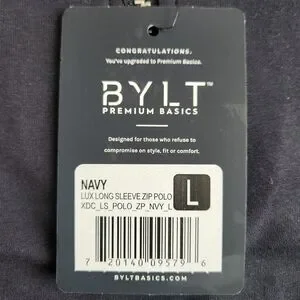 CONGRATULATIONS.
You've upgraded to Premium Basics.
BYLT™
PREMIUM BASICS
Designed for those who refuse to
compromise on style, fit or comfort.
NAVY
LUX LONG SLEEVE ZIP POLO
XDC_LS_POLO_ZP_NVY_L
L
7 20140 09579 6
BYLTBASICS.COM